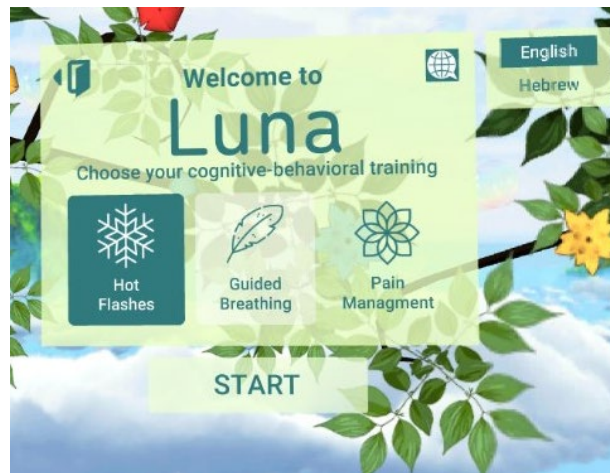 Welcome to
Luna
Choose your cognitive-behavioral training
Hot
Flashes
Guided
Breathing
Pain
Managment
START
English
Hebrew